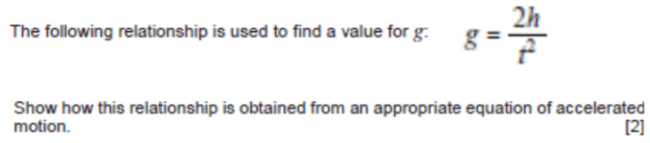 The following relationship is used to find a value for g: g = 2h/t²
Show how this relationship is obtained from an appropriate equation of accelerated
motion. [2]